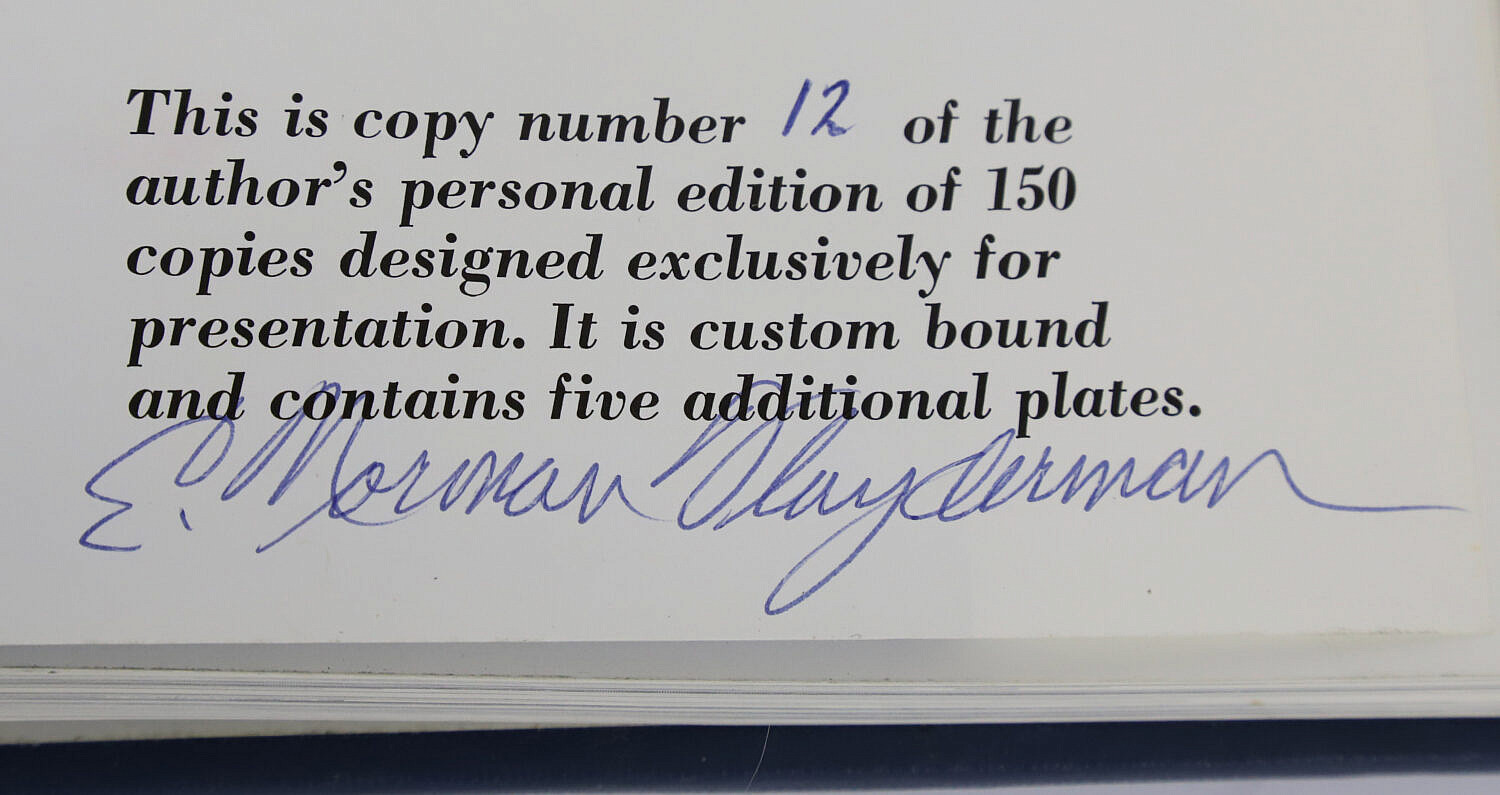 This is copy number 12 of the
author's personal edition of 150
copies designed exclusively for
presentation. It is custom bound
and contains five additional plates.
E. Norman Flayderman